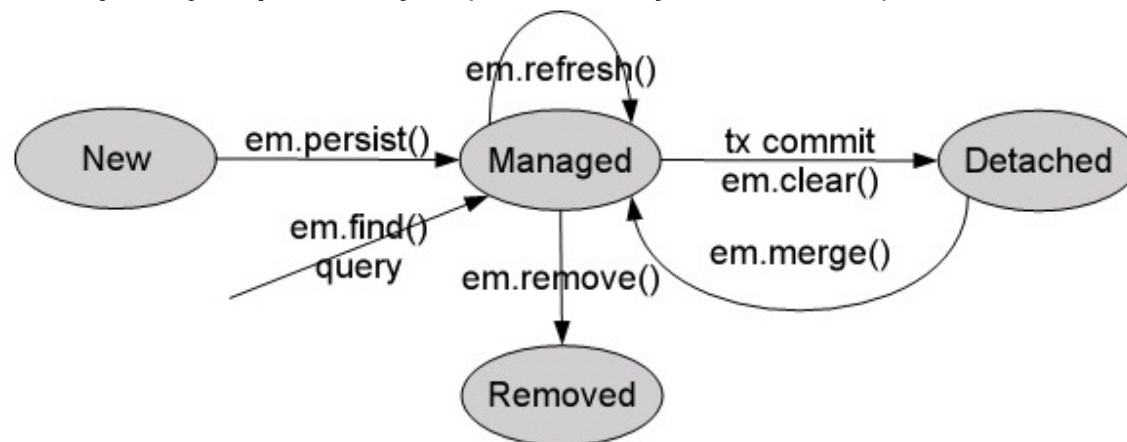 em.refresh()
New
em.persist()
Managed
tx commit
em.clear()
Detached
em.find()
query
em.remove()
em.merge()
Removed